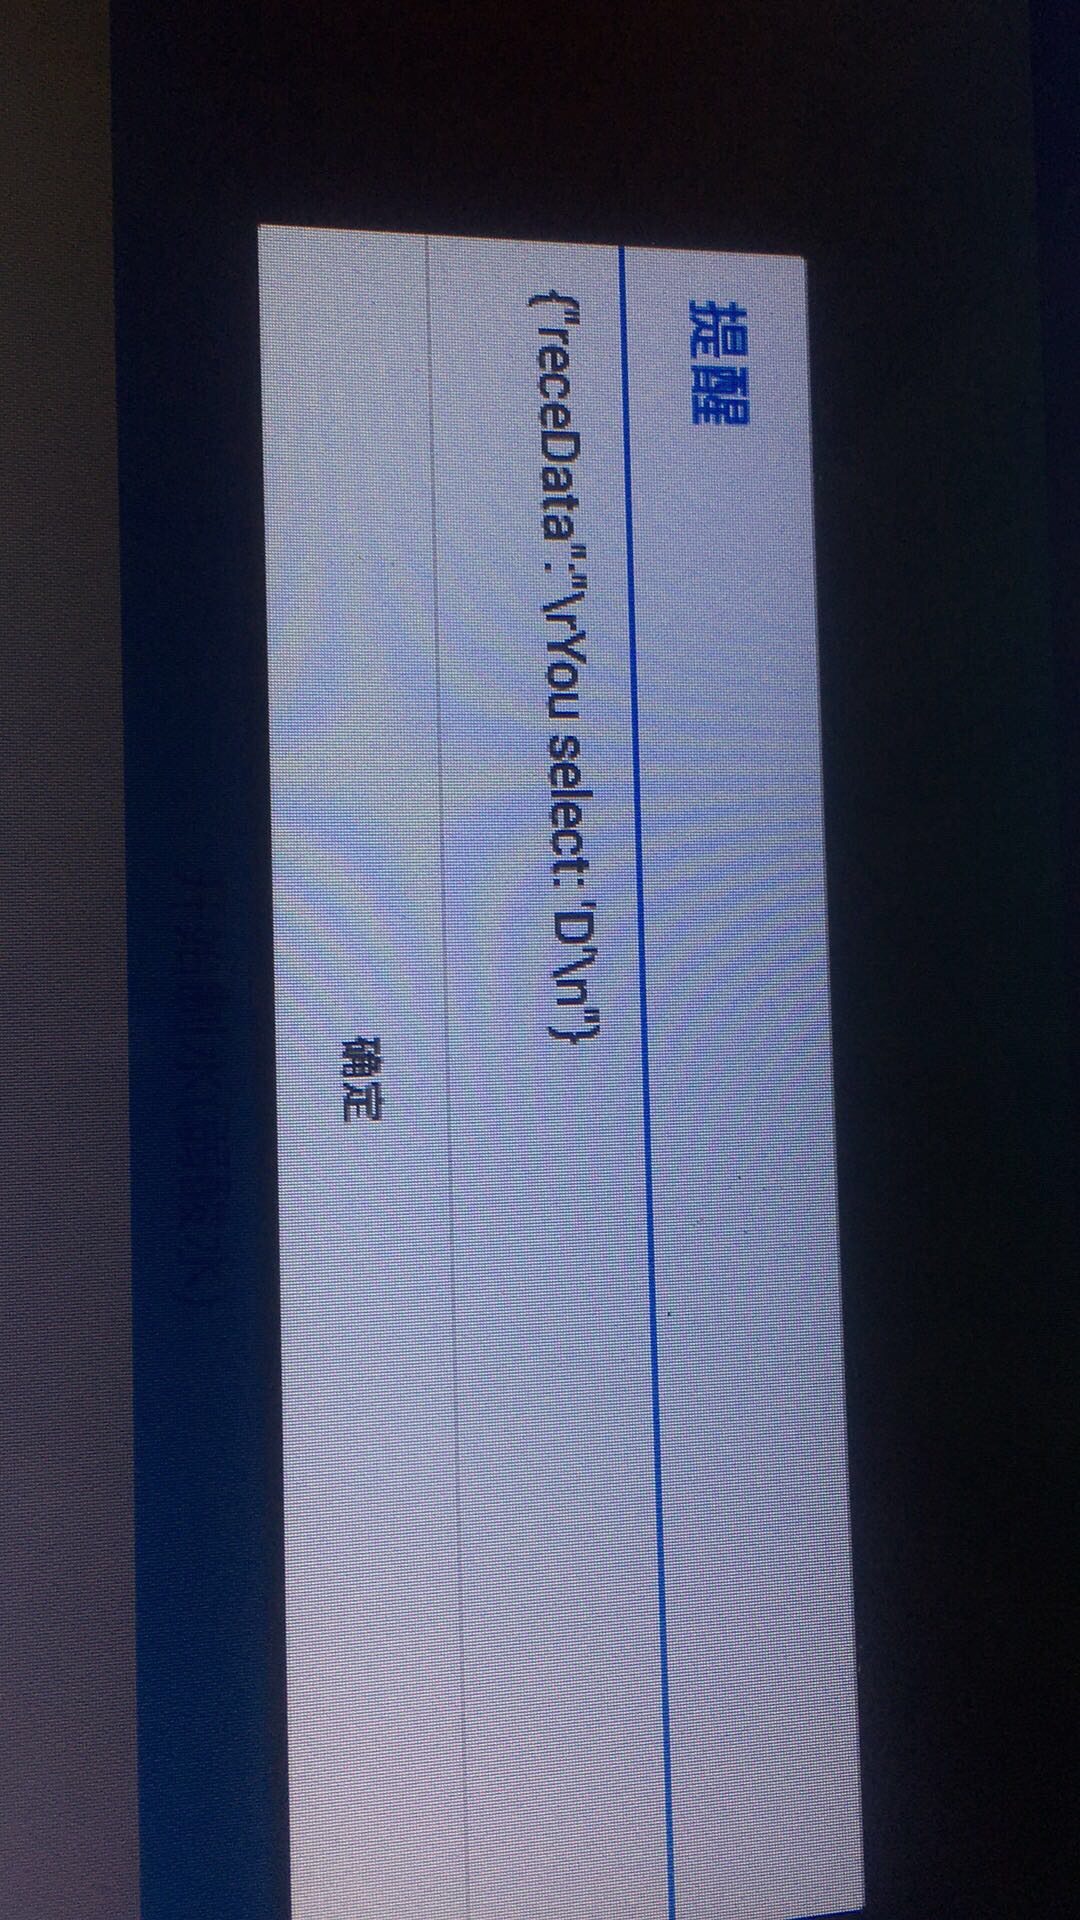 提醒
{"receData":"\rYou select: 'D'\n"}
确定